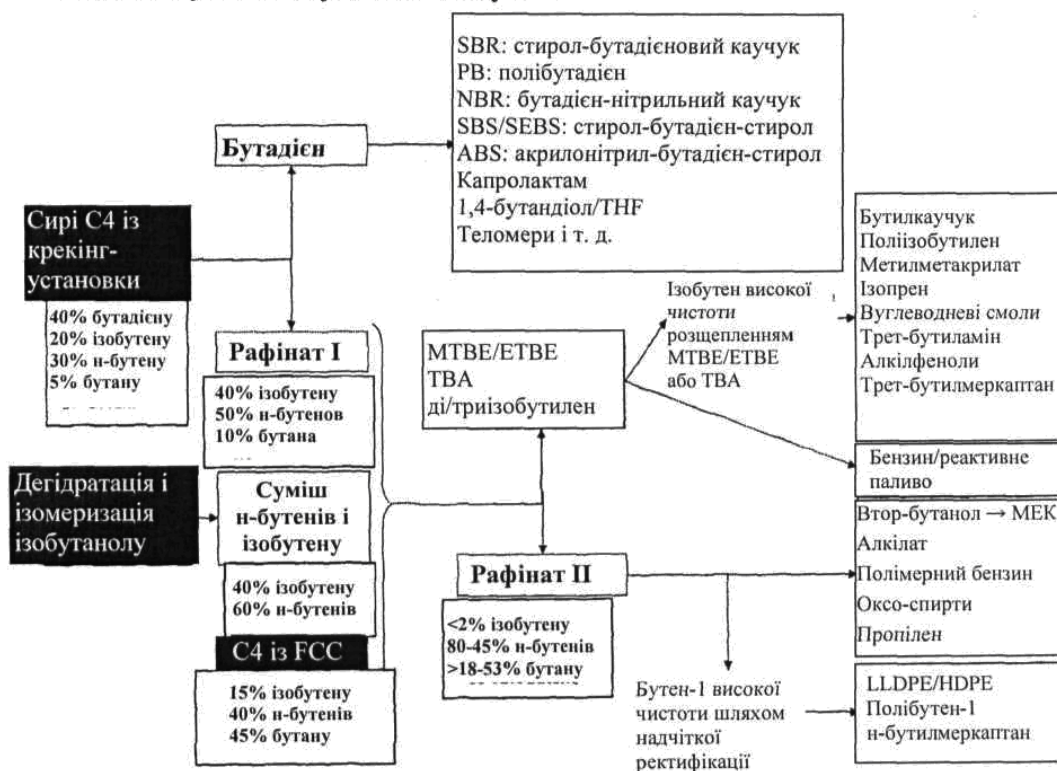 SBR: стирол-бутадієновий каучук
PB: полібутадієн
NBR: бутадієн-нітрильний каучук
SBS/SEBS: стирол-бутадієн-стирол
ABS: акрилонітрил-бутадієн-стирол
Капролактам
1,4-бутандіол/THF
Теломери і т. д.
Бутадієн
Сирі С4 із
крекінг-
установки
40% бутадієну
20% ізобутену
30% н-бутену
5% бутану
Рафінат I
40% ізобутену
50% н-бутенов
10% бутана
MTBE/ETBE
TBA
ді/триізобутилен
Ізобутен високої
чистоти
розщепленням
MTBE/ETBE
або TBA
Бутилкаучук
Поліізобутилен
Метилметакрилат
Ізопрен
Вуглеводневі смоли
Трет-бутиламін
Алкілфеноли
Трет-бутилмеркаптан
Бензин/реактивне
паливо
Дегідратація і
ізомеризація
ізобутанолу
Суміш
н-бутенів і
ізобутену
40% ізобутену
60% н-бутенів
С4 із FCC
15% ізобутену
40% н-бутенів
45% бутану
Рафінат II
<2% ізобутену
80-45% н-бутенів
>18-53% бутану
Втор-бутанол → МЕК
Алкілат
Полімерний бензин
Оксо-спирти
Пропілен
Бутен-1 високої
чистоти шляхом
надчіткої
ректифікації
LLDPE/HDPE
Полібутен-1
н-бутилмеркаптан